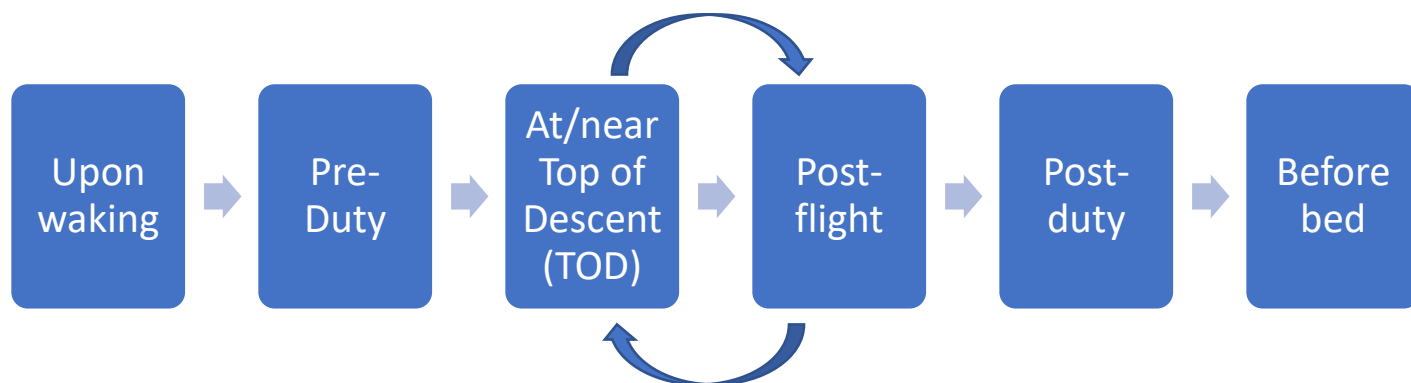 Upon
waking
Pre-
Duty
At/near
Top of
Descent
(TOD)
Post-
flight
Post-
duty
Before
bed